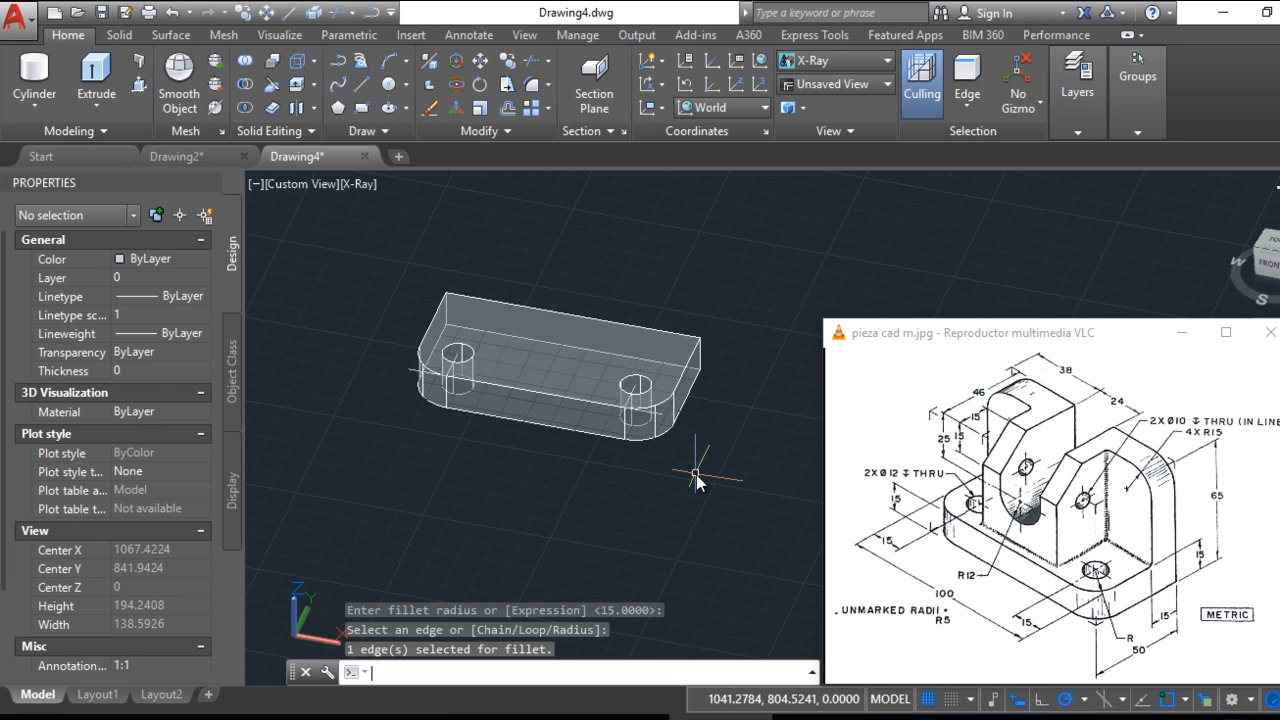 Drawing4.dwg
Type a keyword or phrase
Sign In
Home Solid Surface Mesh Visualize Parametric Insert Annotate View Manage Output Add-ins A360 Express Tools Featured Apps BIM 360 Performance
Cylinder
Extrude
Smooth
Object
Section
Plane
X-Ray
Unsaved View
World
Culling
Edge
No
Gizmo
Layers
Groups
Modeling Mesh Solid Editing Draw Modify Section Coordinates View Selection
Start Drawing2* Drawing4*
PROPERTIES
[−][Custom View][X-Ray]
No selection
General
Color ByLayer
Layer 0
Linetype ByLayer
Linetype sc... 1
Lineweight ByLayer
Transparency ByLayer
Thickness 0
3D Visualization
Material ByLayer
Plot style
Plot style ByColor
Plot style t... None
Plot table a... Model
Plot table t... Not available
View
Center X 1067.4224
Center Y 841.9424
Center Z 0
Height 194.2408
Width 138.5926
Misc
Annotation... 1:1
Design
Object Class
Display
FRONT
W
S
pieza cad m.jpg - Reproductor multimedia VLC
38
46
24
15
2X Ø10 ↧ THRU (IN LINE
4X R15
25
15
2X Ø12 ↧ THRU
65
15
15
15
R12
100
UNMARKED RADII •
R5
15
15
METRIC
R
50
Z
Y
X
Enter fillet radius or [Expression] <15.0000>:
Select an edge or [Chain/Loop/Radius]:
1 edge(s) selected for fillet.
Model Layout1 Layout2
1041.2784, 804.5241, 0.0000 MODEL